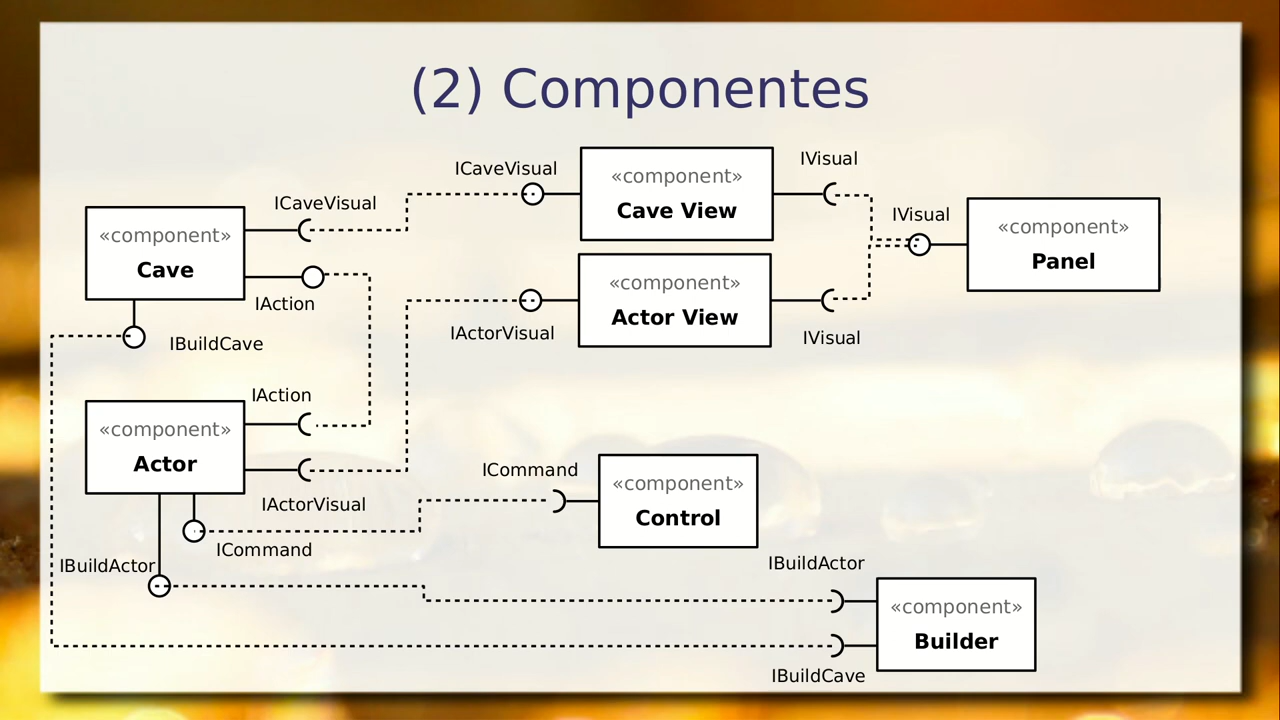 (2) Componentes
ICaveVisual
«component»
Cave View
IVisual
ICaveVisual
«component»
Cave
IAction
IBuildCave
IVisual
«component»
Panel
«component»
Actor View
IActorVisual
IVisual
IAction
«component»
Actor
IActorVisual
ICommand
IBuildActor
ICommand
«component»
Control
IBuildActor
«component»
Builder
IBuildCave